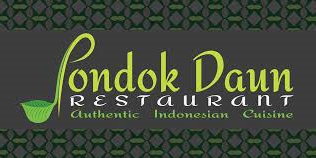 Pondok Daun
RESTAURANT
Authentic Indonesian Cuisine